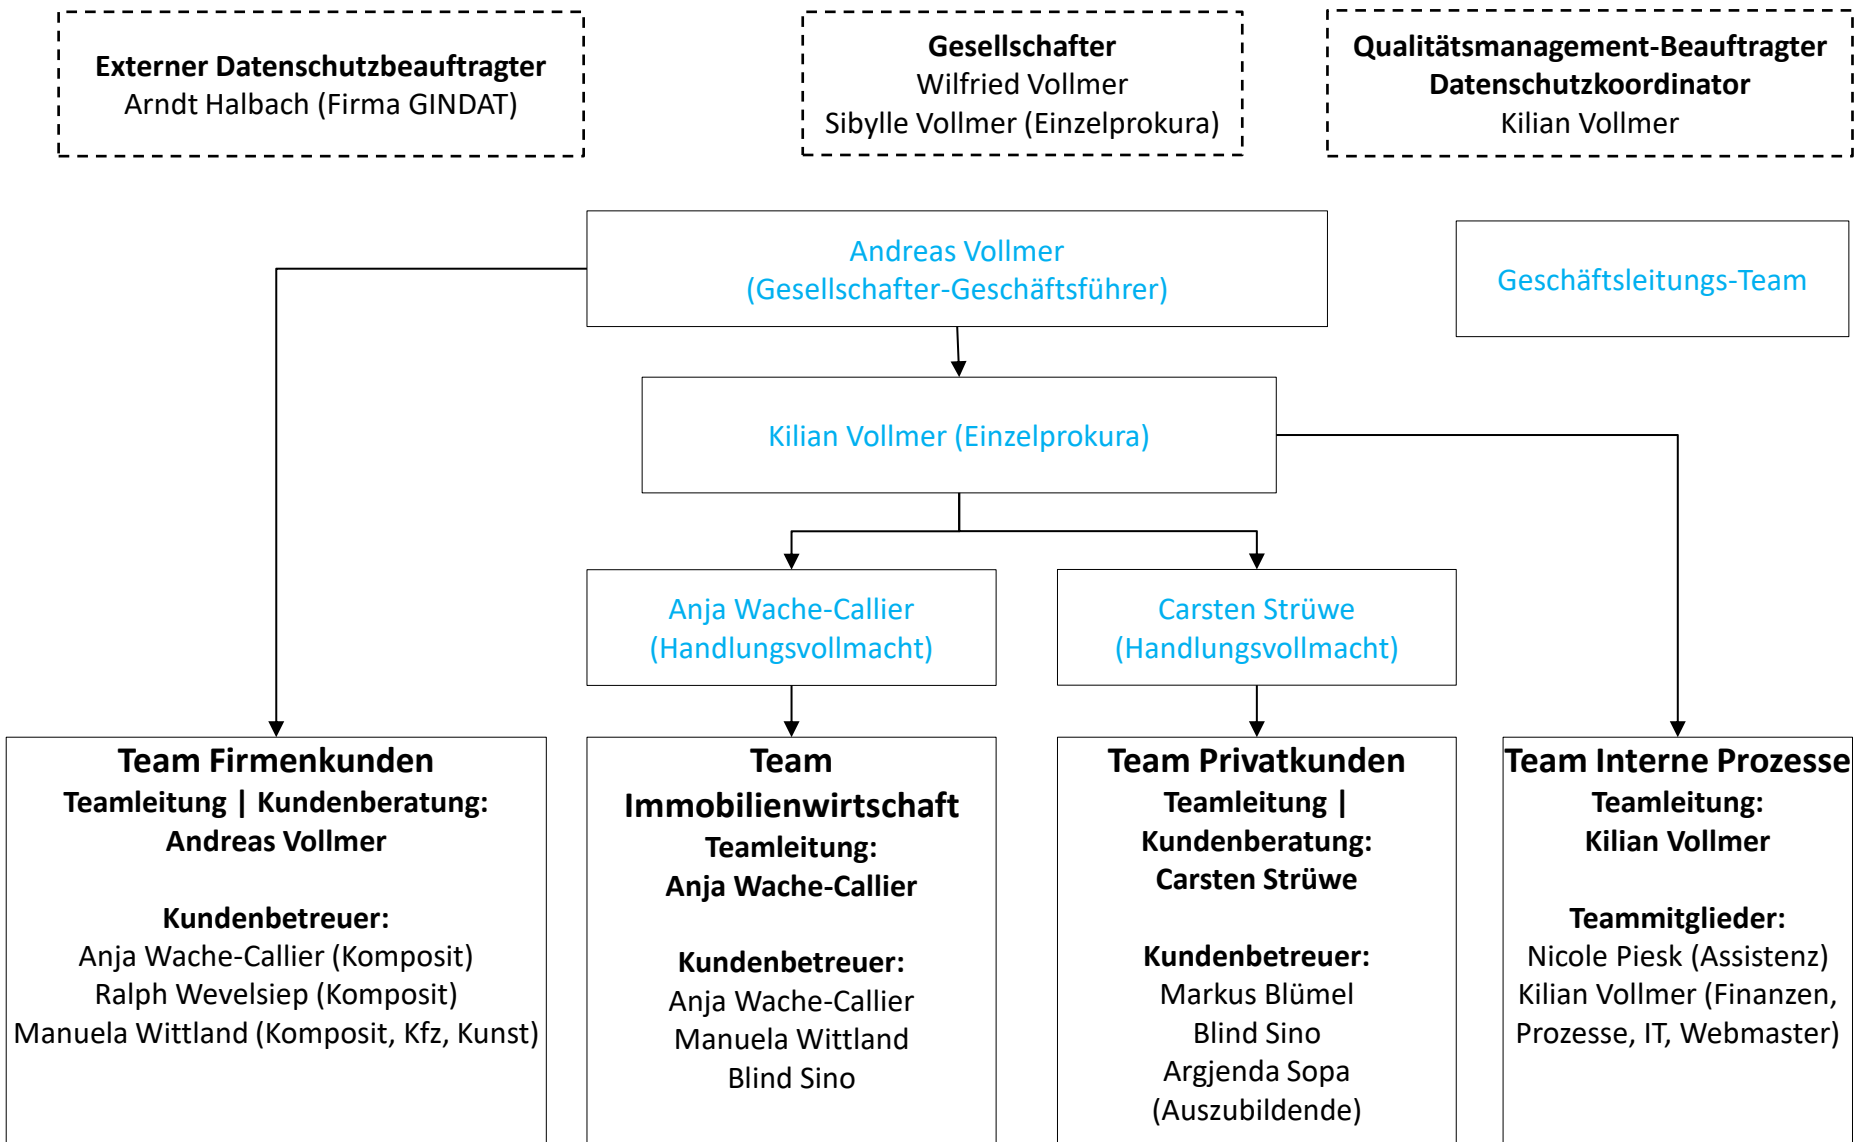 Externer Datenschutzbeauftragter
Arndt Halbach (Firma GINDAT)
Gesellschafter
Wilfried Vollmer
Sibylle Vollmer (Einzelprokura)
Qualitätsmanagement-Beauftragter
Datenschutzkoordinator
Kilian Vollmer
Andreas Vollmer
(Gesellschafter-Geschäftsführer)
Geschäftsleitungs-Team
Kilian Vollmer (Einzelprokura)
Anja Wache-Callier
(Handlungsvollmacht)
Carsten Strüwe
(Handlungsvollmacht)
Team Firmenkunden
Teamleitung | Kundenberatung:
Andreas Vollmer
Kundenbetreuer:
Anja Wache-Callier (Komposit)
Ralph Wevelsiep (Komposit)
Manuela Wittland (Komposit, Kfz, Kunst)
Team
Immobilienwirtschaft
Teamleitung:
Anja Wache-Callier
Kundenbetreuer:
Anja Wache-Callier
Manuela Wittland
Blind Sino
Team Privatkunden
Teamleitung |
Kundenberatung:
Carsten Strüwe
Kundenbetreuer:
Markus Blümel
Blind Sino
Argjenda Sopa
(Auszubildende)
Team Interne Prozesse
Teamleitung:
Kilian Vollmer
Teammitglieder:
Nicole Piesk (Assistenz)
Kilian Vollmer (Finanzen,
Prozesse, IT, Webmaster)